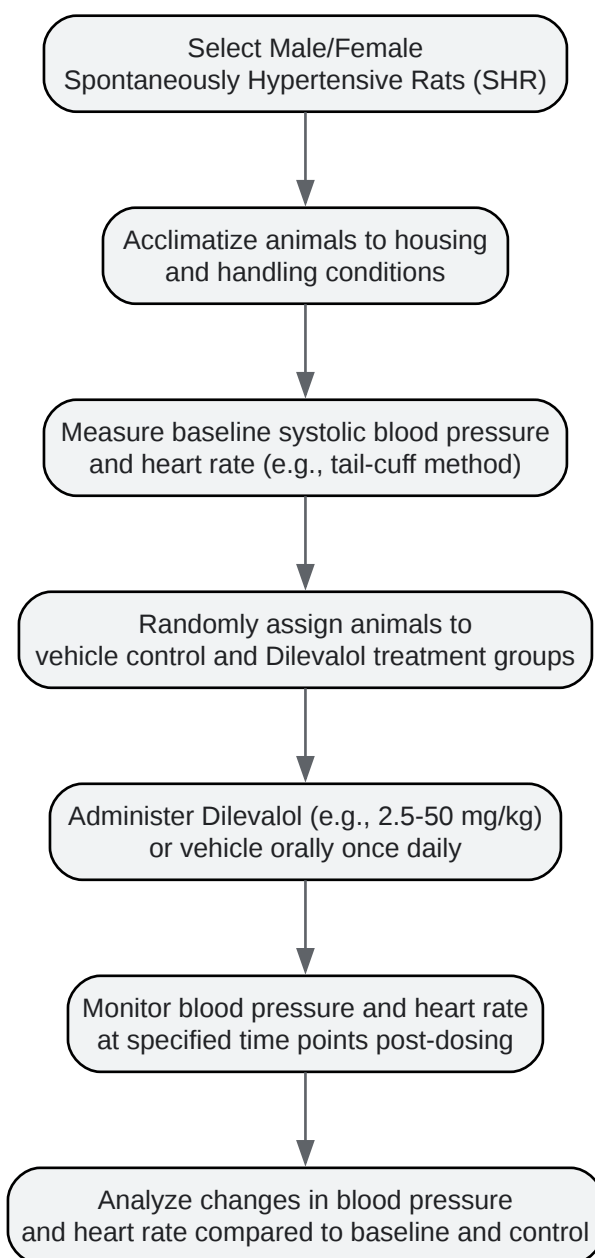 Select Male/Female
Spontaneously Hypertensive Rats (SHR)
Acclimatize animals to housing
and handling conditions
Measure baseline systolic blood pressure
and heart rate (e.g., tail-cuff method)
Randomly assign animals to
vehicle control and Dilevalol treatment groups
Administer Dilevalol (e.g., 2.5-50 mg/kg)
or vehicle orally once daily
Monitor blood pressure and heart rate
at specified time points post-dosing
Analyze changes in blood pressure
and heart rate compared to baseline and control